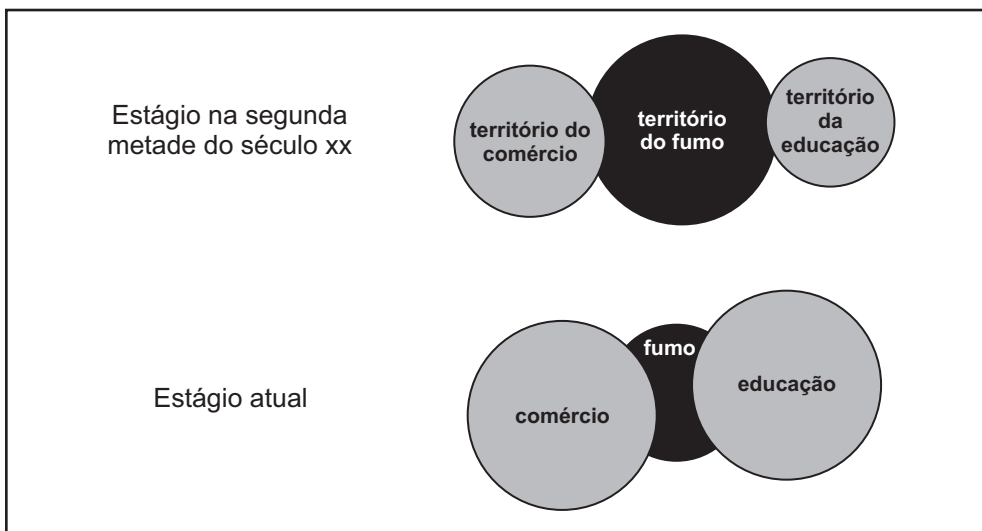 Estágio na segunda
metade do século xx
território do
comércio
território
do fumo
território
da
educação
Estágio atual
comércio
fumo
educação